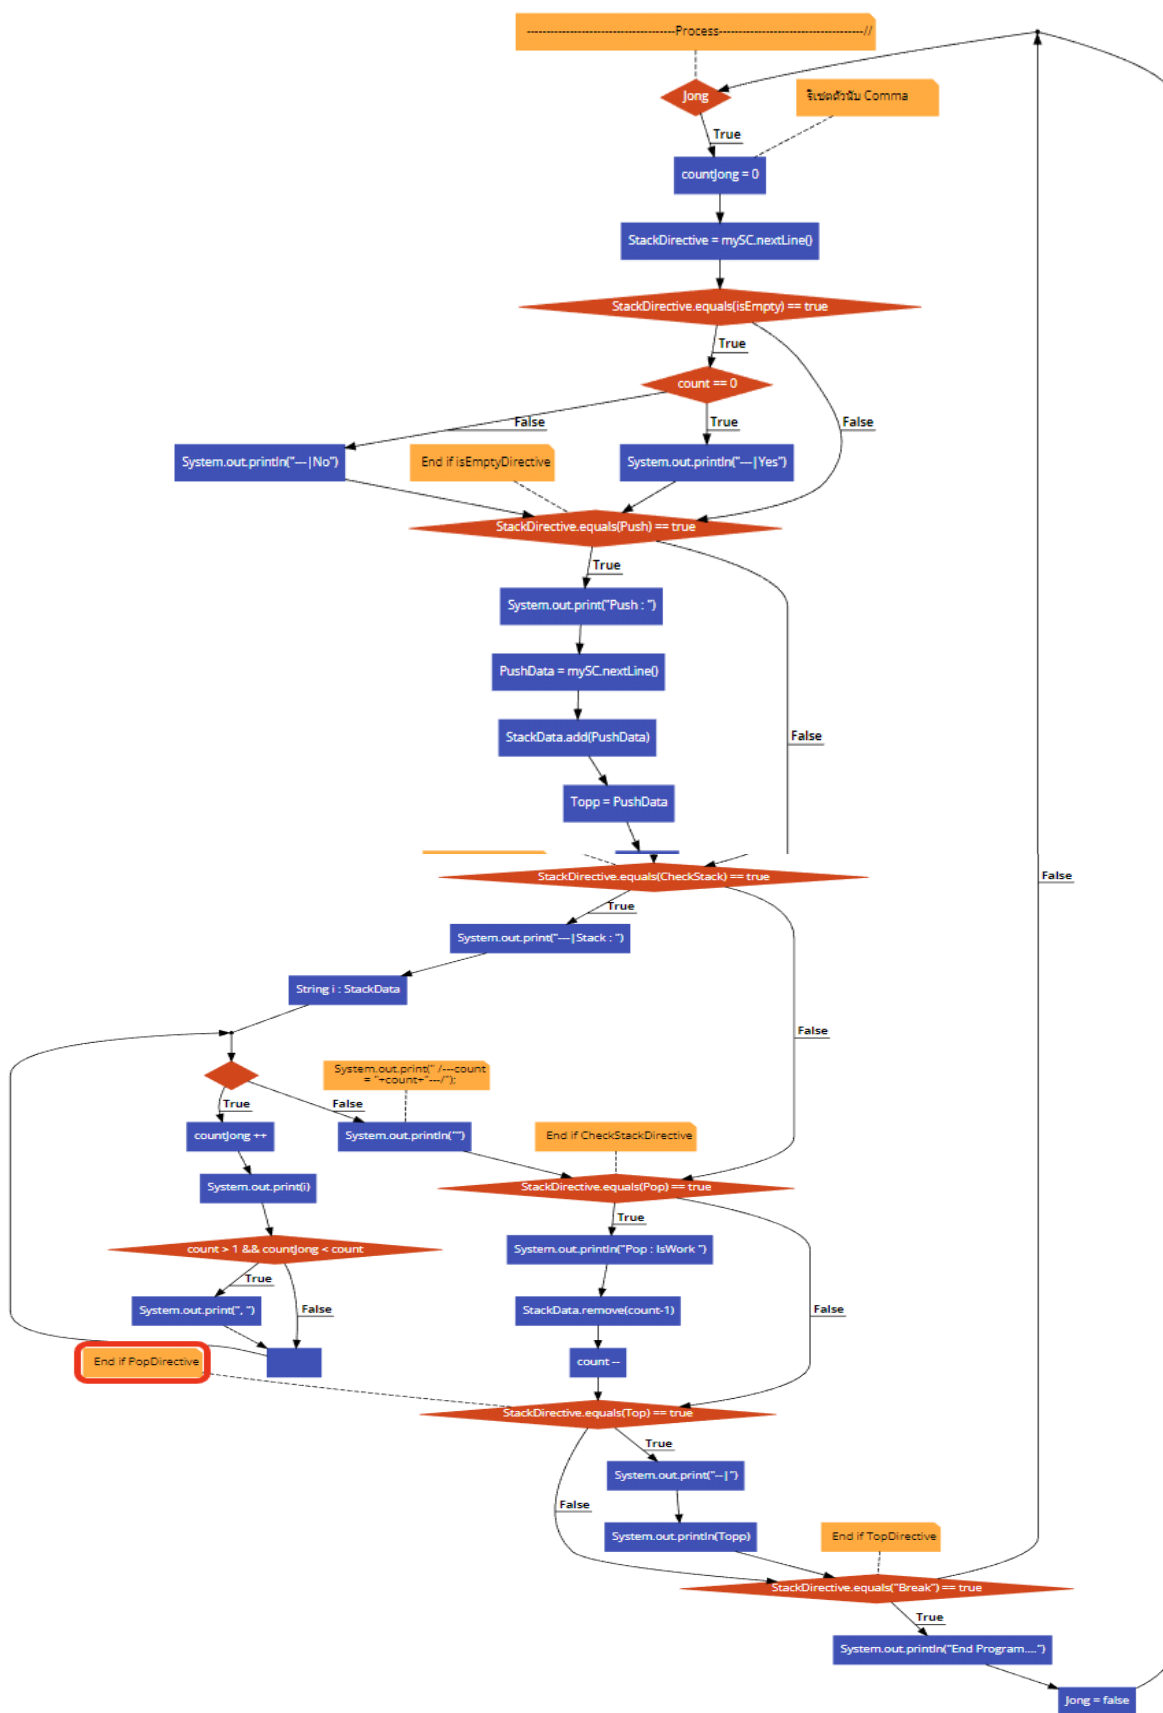 --------------------------------------Process-------------------------------------//
Jong
รีเซตตัวนับ Comma
True
countJong = 0
StackDirective = mySC.nextLine()
StackDirective.equals(isEmpty) == true
True
count == 0
False
True
False
System.out.println("---|No")
End if isEmptyDirective
System.out.println("---|Yes")
StackDirective.equals(Push) == true
True
System.out.print("Push : ")
PushData = mySC.nextLine()
StackData.add(PushData)
False
Topp = PushData
StackDirective.equals(CheckStack) == true
False
True
System.out.print("---|Stack : ")
String i : StackData
False
System.out.print(" /---count
= "+count+"---/");
True
False
countJong ++
System.out.println("")
End if CheckStackDirective
System.out.print(i)
StackDirective.equals(Pop) == true
True
count > 1 && countJong < count
System.out.println("Pop : IsWork ")
True
System.out.print(", ")
False
StackData.remove(count-1)
False
End if PopDirective
count --
StackDirective.equals(Top) == true
True
System.out.print("--|")
False
System.out.println(Topp)
End if TopDirective
StackDirective.equals("Break") == true
True
System.out.println("End Program....")
Jong = false